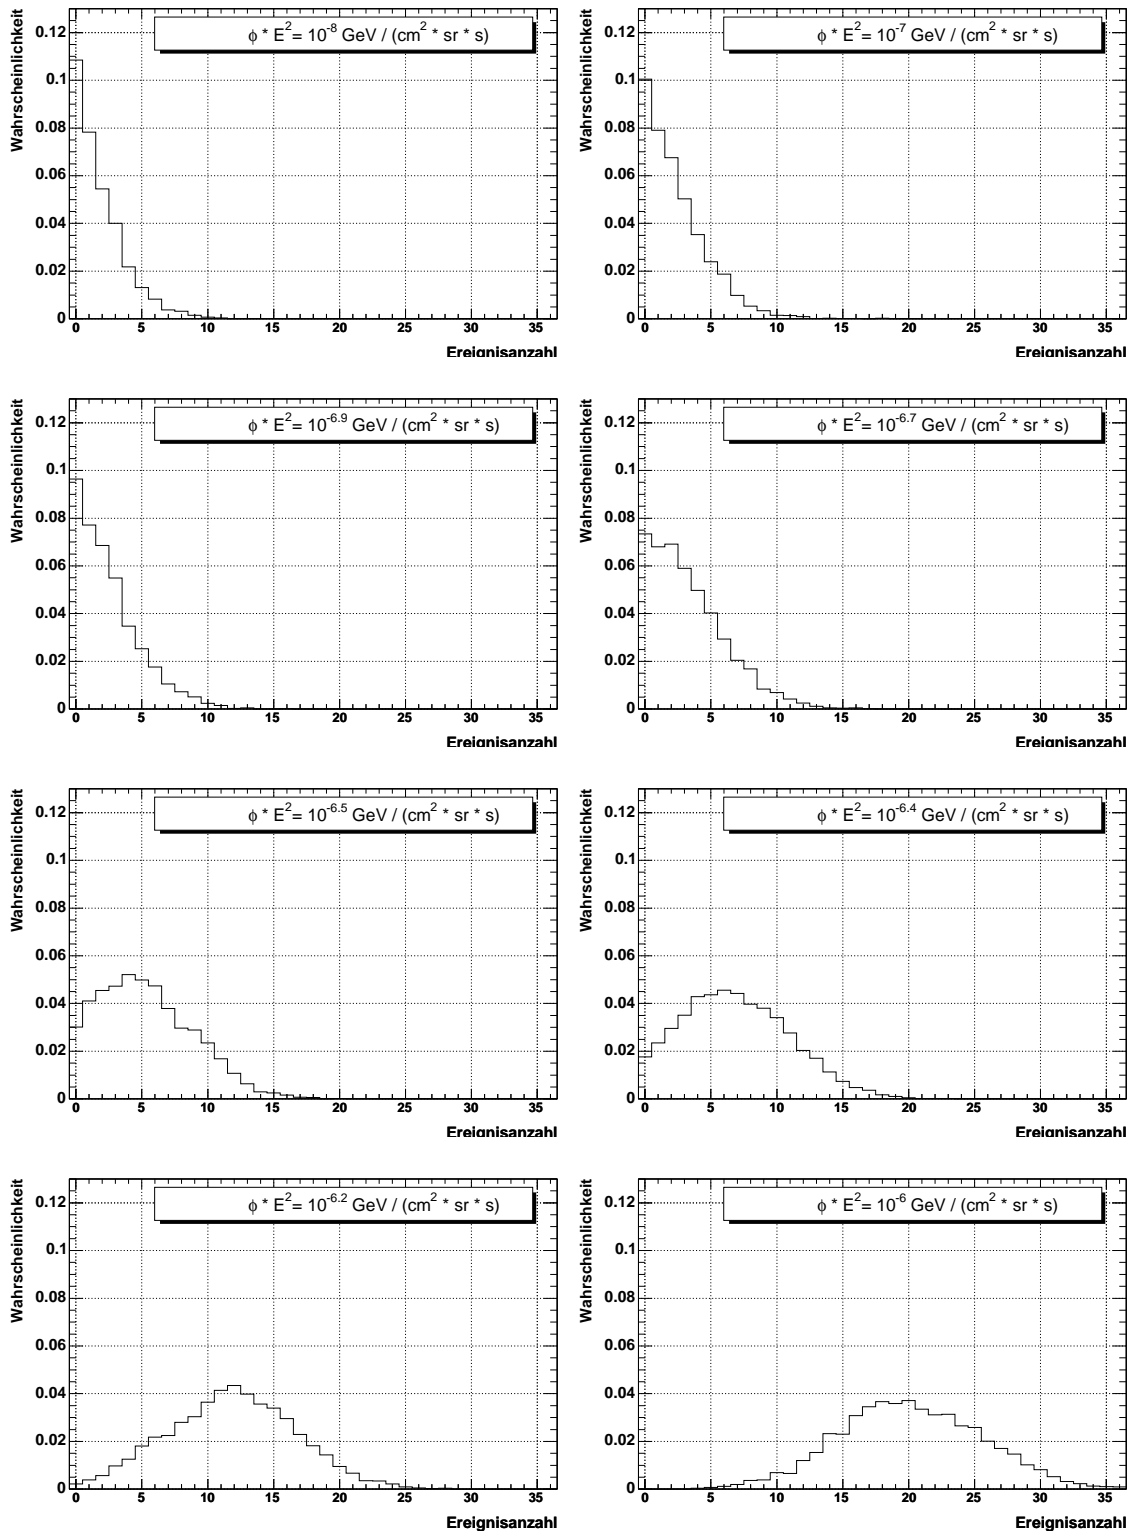 Wahrscheinlichkeit
ϕ * E² = 10⁻⁸ GeV / (cm² * sr * s)
0.12
0.1
0.08
0.06
0.04
0.02
0
0 5 10 15 20 25 30 35
Ereignisanzahl
Wahrscheinlichkeit
ϕ * E² = 10⁻⁷ GeV / (cm² * sr * s)
0.12
0.1
0.08
0.06
0.04
0.02
0
0 5 10 15 20 25 30 35
Ereignisanzahl
Wahrscheinlichkeit
ϕ * E² = 10⁻⁶·⁹ GeV / (cm² * sr * s)
0.12
0.1
0.08
0.06
0.04
0.02
0
0 5 10 15 20 25 30 35
Ereignisanzahl
Wahrscheinlichkeit
ϕ * E² = 10⁻⁶·⁷ GeV / (cm² * sr * s)
0.12
0.1
0.08
0.06
0.04
0.02
0
0 5 10 15 20 25 30 35
Ereignisanzahl
Wahrscheinlichkeit
ϕ * E² = 10⁻⁶·⁵ GeV / (cm² * sr * s)
0.12
0.1
0.08
0.06
0.04
0.02
0
0 5 10 15 20 25 30 35
Ereignisanzahl
Wahrscheinlichkeit
ϕ * E² = 10⁻⁶·⁴ GeV / (cm² * sr * s)
0.12
0.1
0.08
0.06
0.04
0.02
0
0 5 10 15 20 25 30 35
Ereignisanzahl
Wahrscheinlichkeit
ϕ * E² = 10⁻⁶·² GeV / (cm² * sr * s)
0.12
0.1
0.08
0.06
0.04
0.02
0
0 5 10 15 20 25 30 35
Ereignisanzahl
Wahrscheinlichkeit
ϕ * E² = 10⁻⁶ GeV / (cm² * sr * s)
0.12
0.1
0.08
0.06
0.04
0.02
0
0 5 10 15 20 25 30 35
Ereignisanzahl